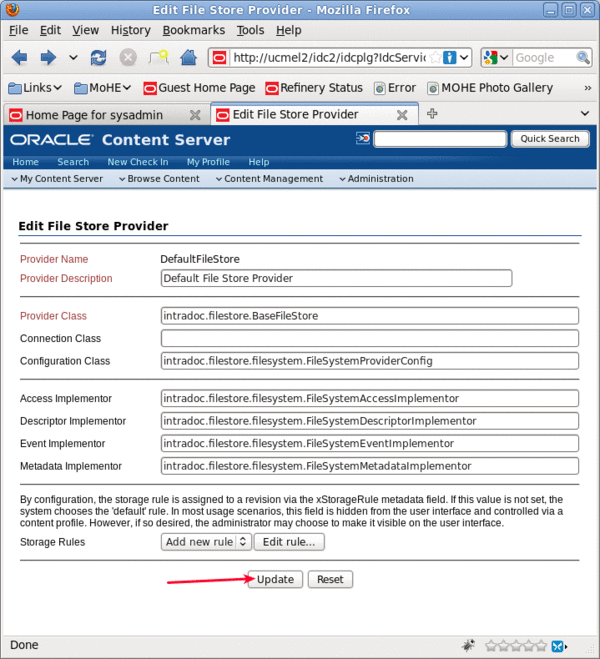 Edit File Store Provider - Mozilla Firefox
File Edit View History Bookmarks Tools Help
http://ucmel2/idc2/idcplg?IdcServic Google
Links MoHE Guest Home Page Refinery Status Error MOHE Photo Gallery »
Home Page for sysadmin Edit File Store Provider
ORACLE Content Server Quick Search
Home Search New Check In My Profile Help
My Content Server Browse Content Content Management Administration
Edit File Store Provider
Provider Name DefaultFileStore
Provider Description Default File Store Provider
Provider Class intradoc.filestore.BaseFileStore
Connection Class
Configuration Class intradoc.filestore.filesystem.FileSystemProviderConfig
Access Implementor intradoc.filestore.filesystem.FileSystemAccessImplementor
Descriptor Implementor intradoc.filestore.filesystem.FileSystemDescriptorImplementor
Event Implementor intradoc.filestore.filesystem.FileSystemEventImplementor
Metadata Implementor intradoc.filestore.filesystem.FileSystemMetadataImplementor
By configuration, the storage rule is assigned to a revision via the xStorageRule metadata field. If this value is not set, the
system chooses the 'default' rule. In most usage scenarios, this field is hidden from the user interface and controlled via a
content profile. However, if so desired, the administrator may choose to make it visible on the user interface.
Storage Rules Add new rule Edit rule...
Update Reset
Done